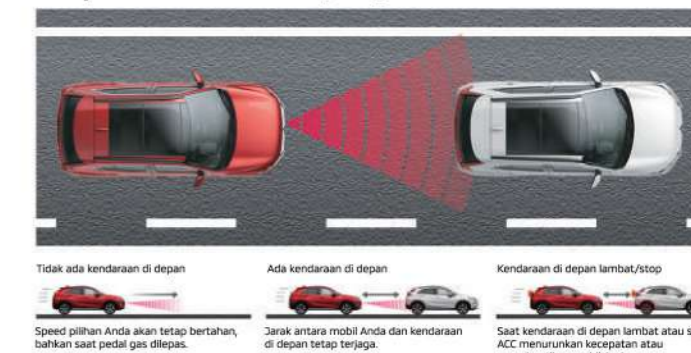 Tidak ada kendaraan di depan
Ada kendaraan di depan
Kendaraan di depan lambat/stop
Speed pilihan Anda akan tetap bertahan,
bahkan saat pedal gas dilepas.
Jarak antara mobil Anda dan kendaraan
di depan tetap terjaga.
Saat kendaraan di depan lambat atau
ACC menurunkan kecepatan atau